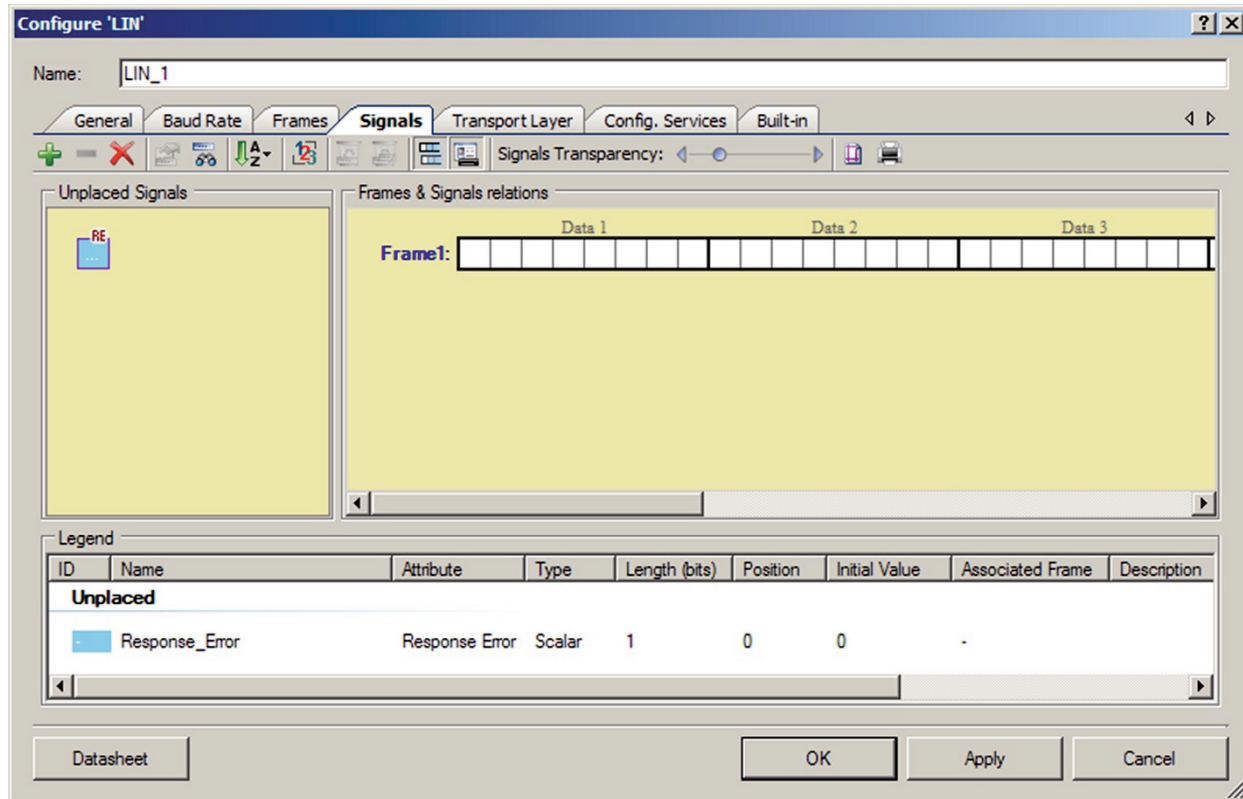 Configure 'LIN'
Name: LIN_1
General Baud Rate Frames Signals Transport Layer Config. Services Built-in
Signals Transparency:
Unplaced Signals
Frames & Signals relations
RE
...
Data 1 Data 2 Data 3
Frame1:
Legend
ID Name Attribute Type Length (bits) Position Initial Value Associated Frame Description
Unplaced
- Response_Error Response Error Scalar 1 0 0 -
Datasheet OK Apply Cancel